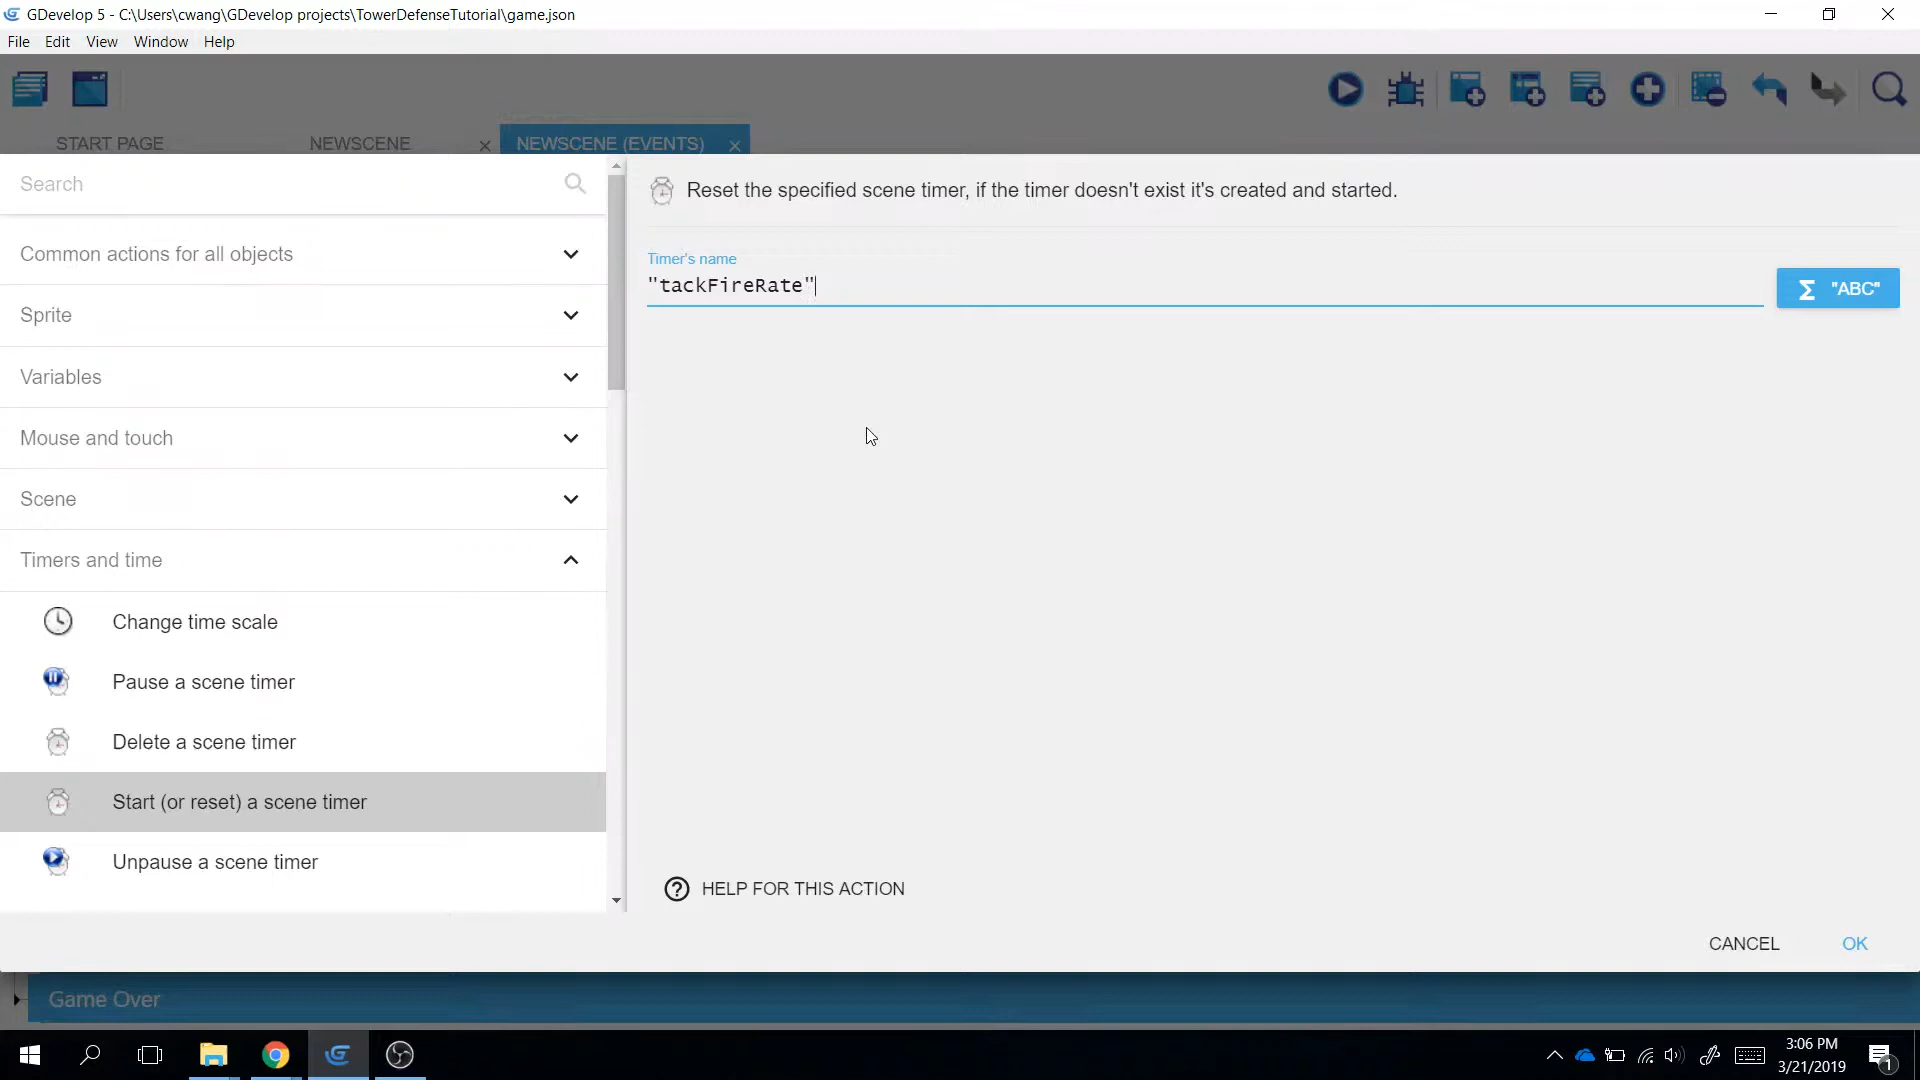 GDevelop 5 - C:\Users\cwang\GDevelop projects\TowerDefenseTutorial\game.json
File Edit View Window Help
START PAGE NEWSCENE NEWSCENE (EVENTS)
Search
Reset the specified scene timer, if the timer doesn't exist it's created and started.
Common actions for all objects
Timer's name
"tackFireRate"
"ABC"
Sprite
Variables
Mouse and touch
Scene
Timers and time
Change time scale
Pause a scene timer
Delete a scene timer
Start (or reset) a scene timer
Unpause a scene timer
HELP FOR THIS ACTION
CANCEL OK
Game Over
3:06 PM
3/21/2019
1